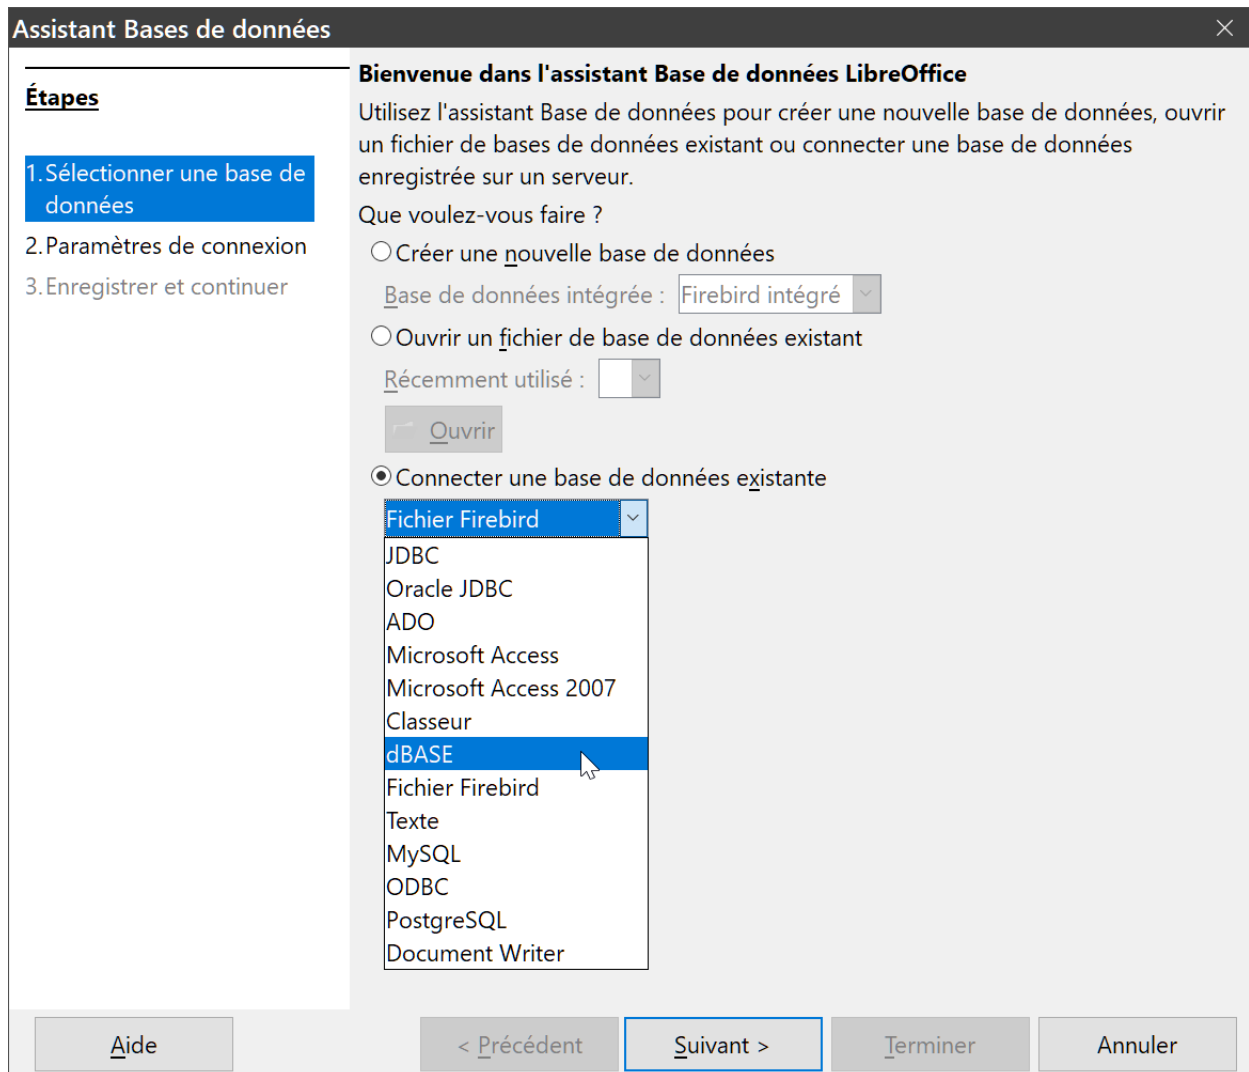 Assistant Bases de données
Étapes
1. Sélectionner une base de
données
2. Paramètres de connexion
3. Enregistrer et continuer
Bienvenue dans l'assistant Base de données LibreOffice
Utilisez l'assistant Base de données pour créer une nouvelle base de données, ouvrir
un fichier de bases de données existant ou connecter une base de données
enregistrée sur un serveur.
Que voulez-vous faire ?
Créer une nouvelle base de données
Base de données intégrée : Firebird intégré
Ouvrir un fichier de base de données existant
Récemment utilisé :
Ouvrir
Connecter une base de données existante
Fichier Firebird
JDBC
Oracle JDBC
ADO
Microsoft Access
Microsoft Access 2007
Classeur
dBASE
Fichier Firebird
Texte
MySQL
ODBC
PostgreSQL
Document Writer
Aide < Précédent Suivant > Terminer Annuler